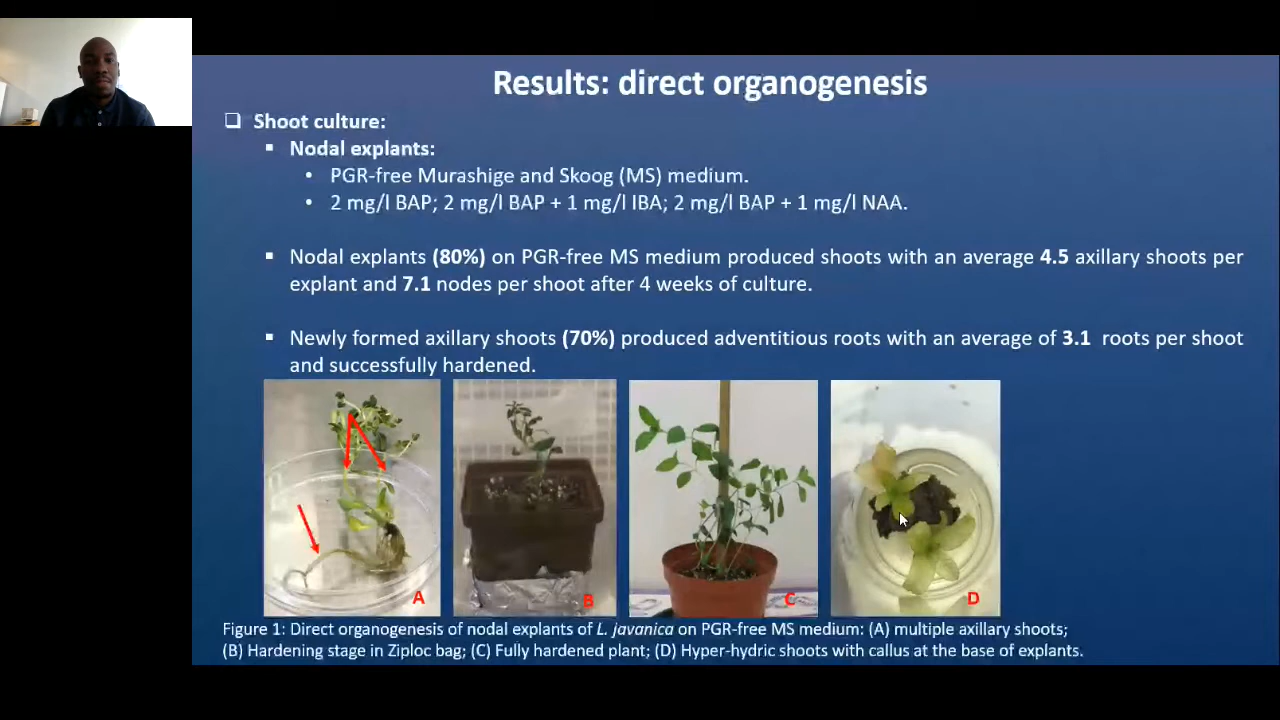 Results: direct organogenesis
❑ Shoot culture:
▪ Nodal explants:
• PGR-free Murashige and Skoog (MS) medium.
• 2 mg/l BAP; 2 mg/l BAP + 1 mg/l IBA; 2 mg/l BAP + 1 mg/l NAA.
▪ Nodal explants (80%) on PGR-free MS medium produced shoots with an average 4.5 axillary shoots per
explant and 7.1 nodes per shoot after 4 weeks of culture.
▪ Newly formed axillary shoots (70%) produced adventitious roots with an average of 3.1 roots per shoot
and successfully hardened.
A B C D
Figure 1: Direct organogenesis of nodal explants of L. javanica on PGR-free MS medium: (A) multiple axillary shoots;
(B) Hardening stage in Ziploc bag; (C) Fully hardened plant; (D) Hyper-hydric shoots with callus at the base of explants.